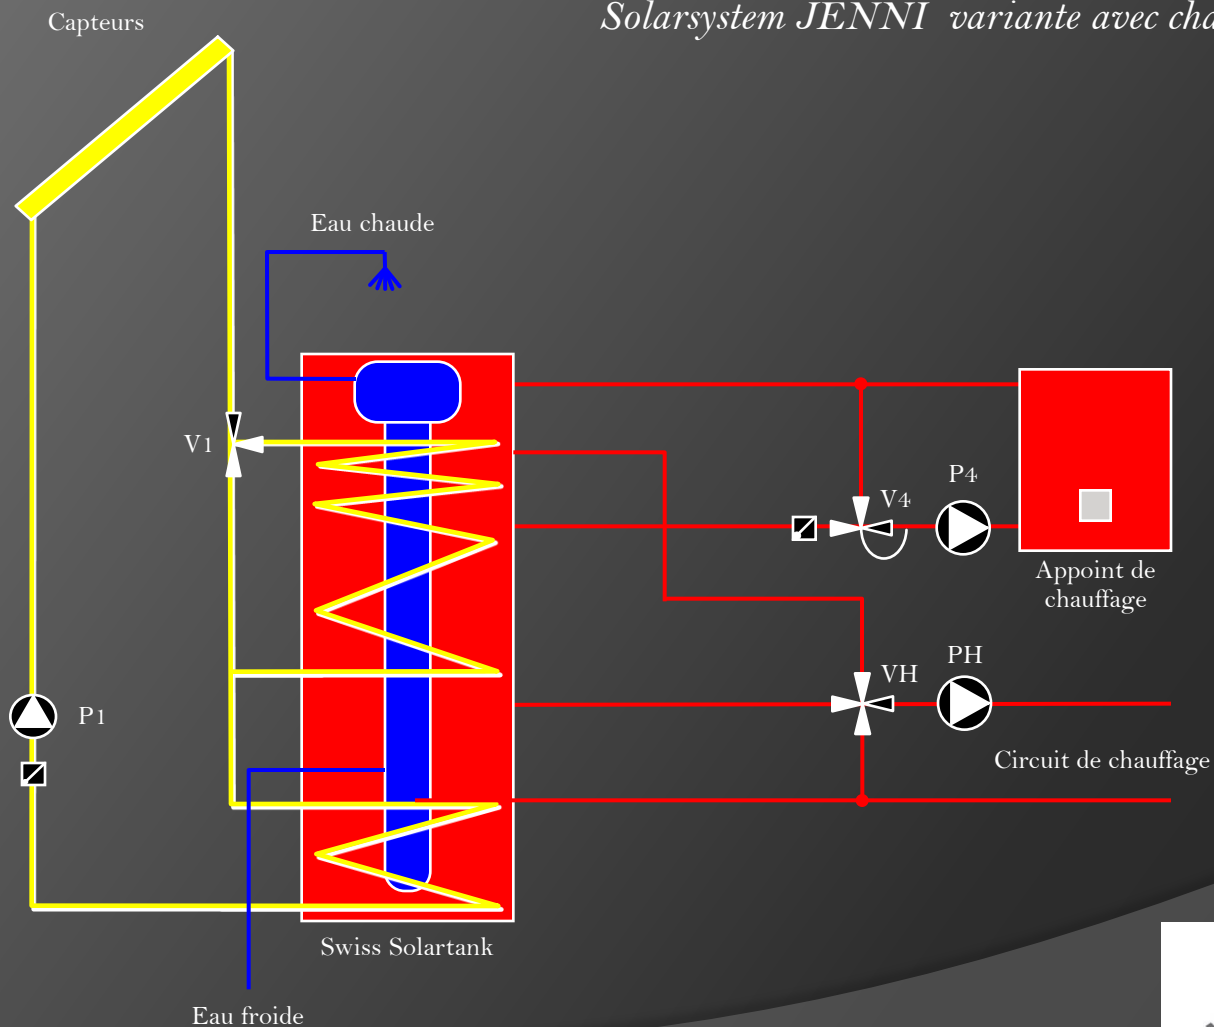 Capteurs
Solarsystem JENNI variante avec
Eau chaude
V1
P4
V4
Appoint de
chauffage
PH
VH
P1
Circuit de chauffage
Swiss Solartank
Eau froide